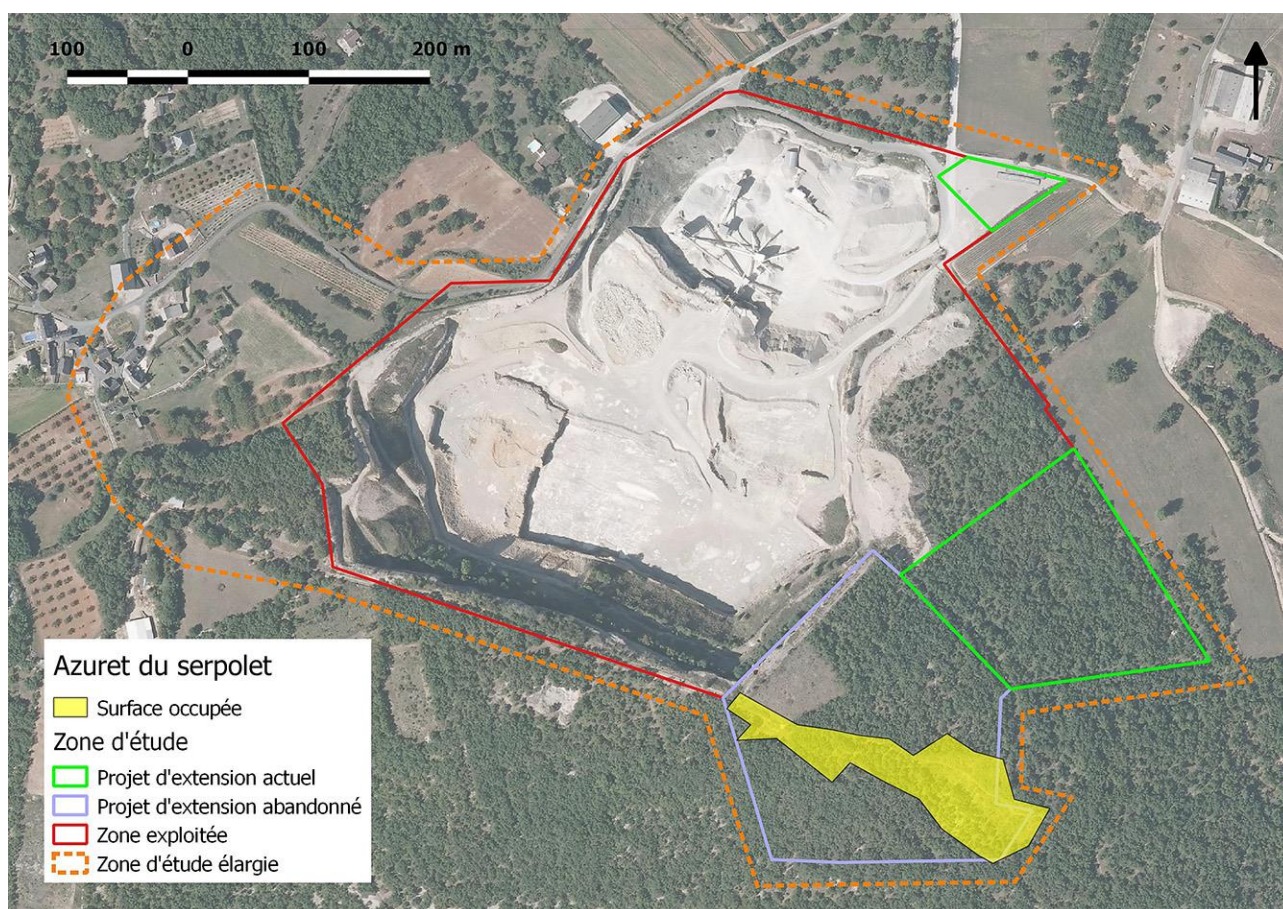 100 0 100 200 m
Azuret du serpolet
Surface occupée
Zone d'étude
Projet d'extension actuel
Projet d'extension abandonné
Zone exploitée
Zone d'étude élargie